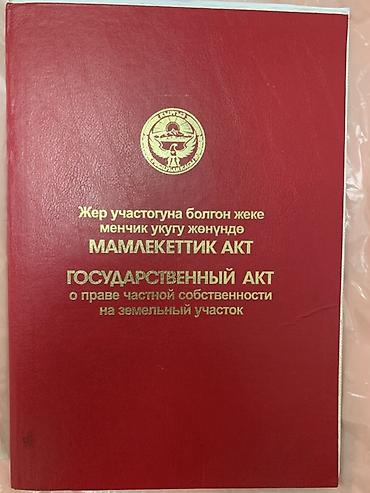 Жер участогуна болгон жеке
менчик укугу жөнүндө
МАМЛЕКЕТТИК АКТ
ГОСУДАРСТВЕННЫЙ АКТ
о праве частной собственности
на земельный участок